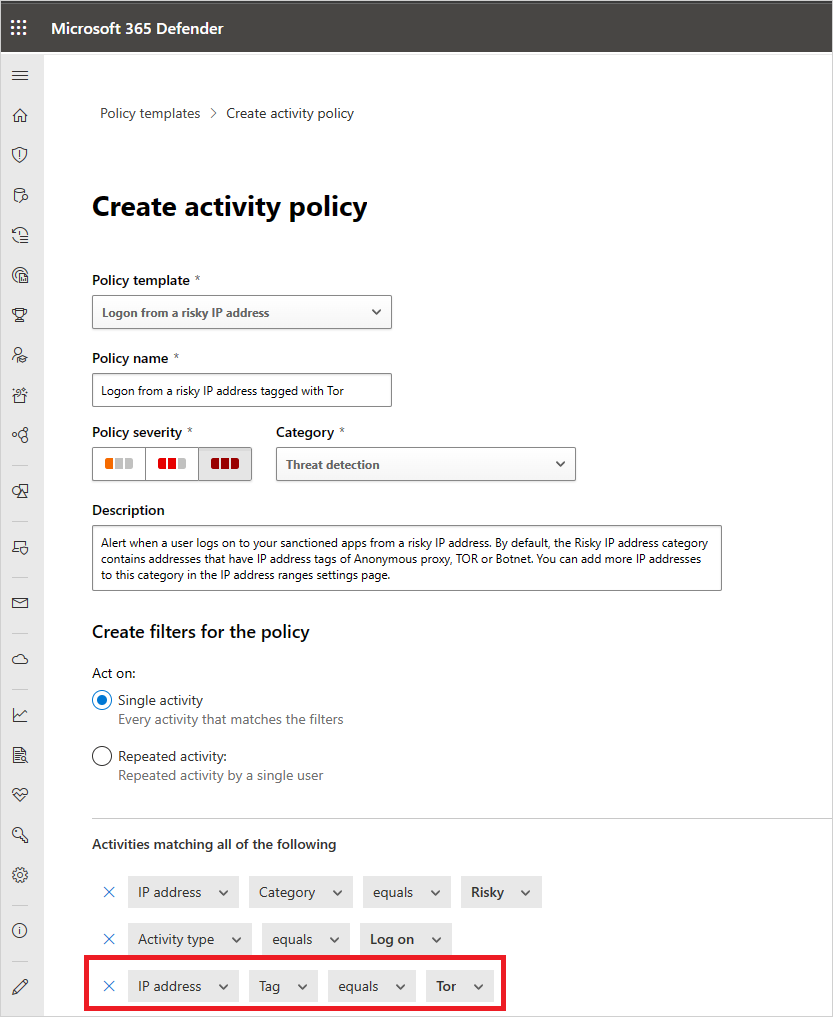 Microsoft 365 Defender
Policy templates > Create activity policy
Create activity policy
Policy template *
Logon from a risky IP address
Policy name *
Logon from a risky IP address tagged with Tor
Policy severity * Category *
Threat detection
Description
Alert when a user logs on to your sanctioned apps from a risky IP address. By default, the Risky IP address category
contains addresses that have IP address tags of Anonymous proxy, TOR or Botnet. You can add more IP addresses
to this category in the IP address ranges settings page.
Create filters for the policy
Act on:
Single activity
Every activity that matches the filters
Repeated activity:
Repeated activity by a single user
Activities matching all of the following
IP address Category equals Risky
Activity type equals Log on
IP address Tag equals Tor